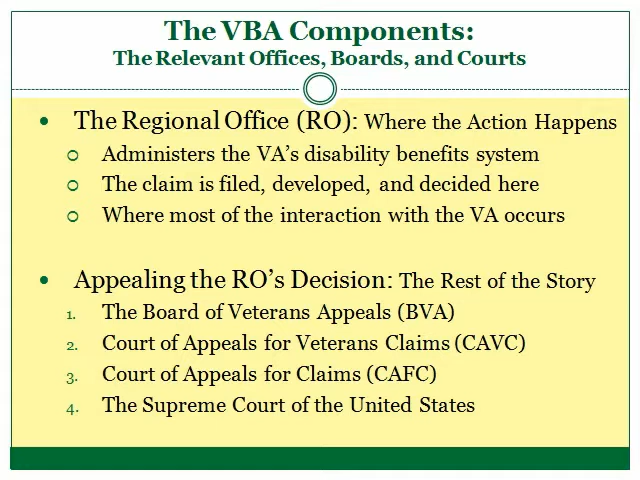 The VBA Components:
The Relevant Offices, Boards, and Courts
• The Regional Office (RO): Where the Action Happens
○ Administers the VA's disability benefits system
○ The claim is filed, developed, and decided here
○ Where most of the interaction with the VA occurs
• Appealing the RO's Decision: The Rest of the Story
1. The Board of Veterans Appeals (BVA)
2. Court of Appeals for Veterans Claims (CAVC)
3. Court of Appeals for Claims (CAFC)
4. The Supreme Court of the United States